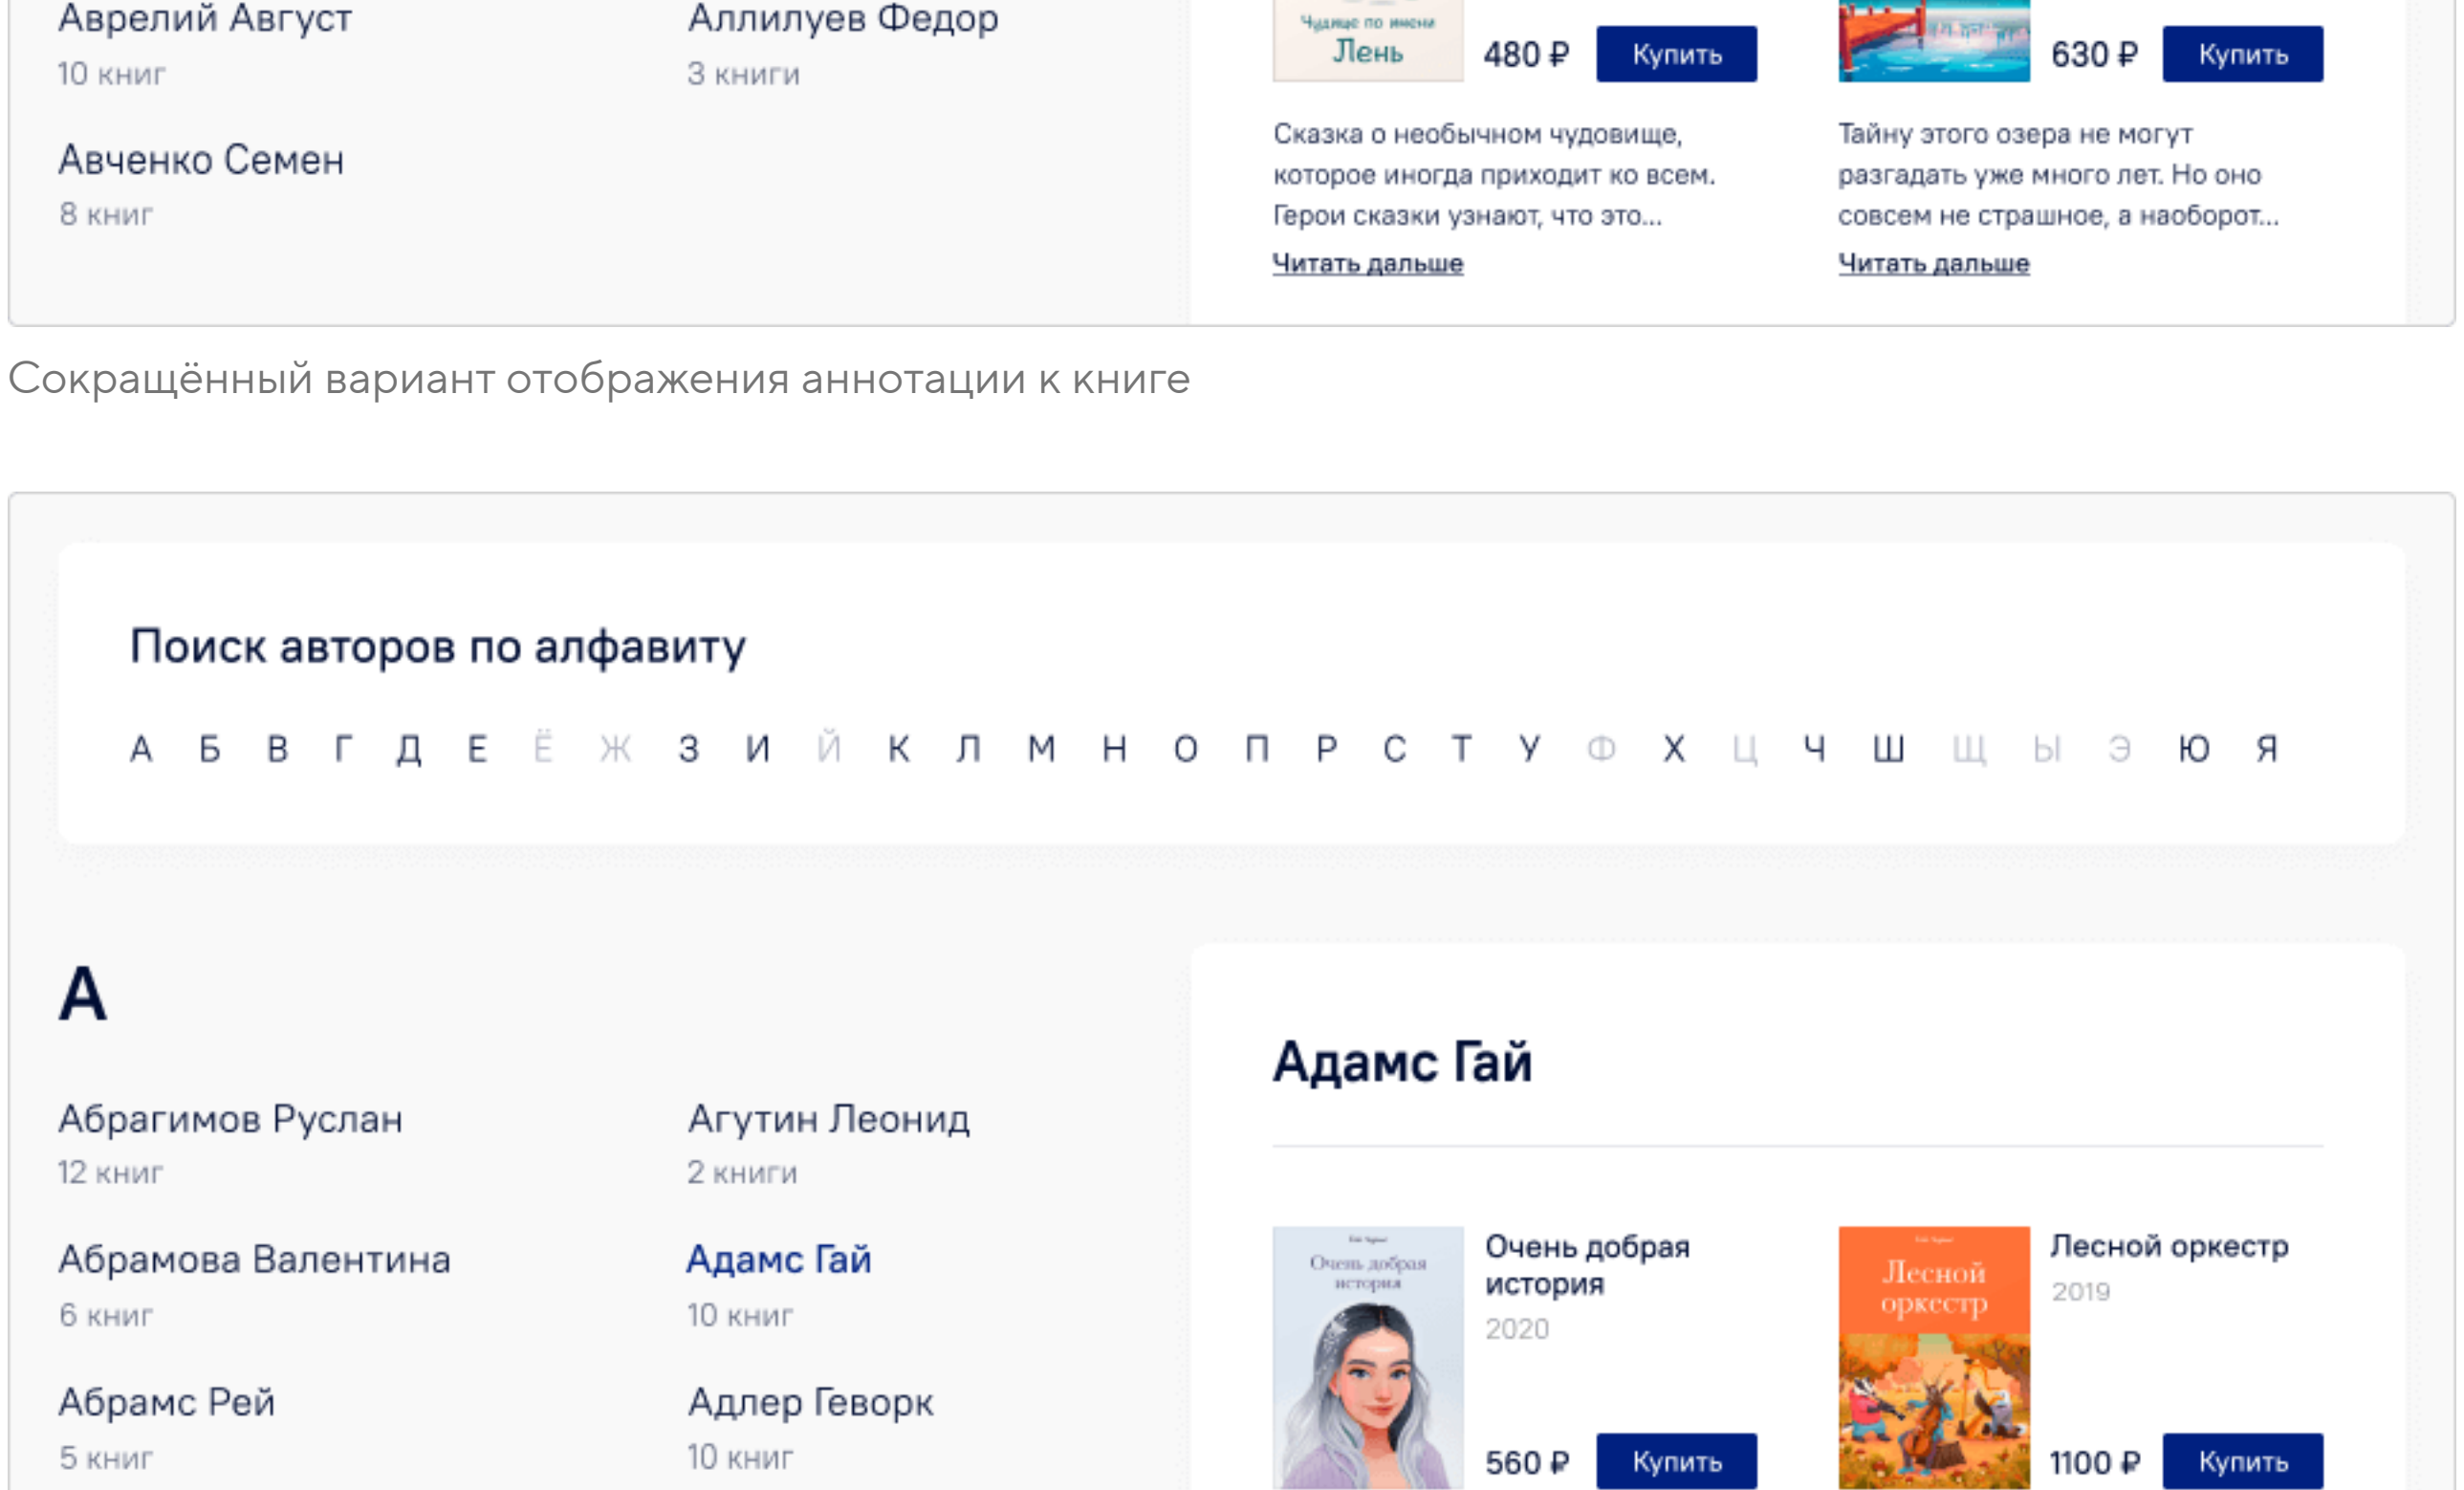 Аврелий Август
10 книг
Авченко Семен
8 книг
Аллилуев Федор
3 книги
Чудище по имени
Лень
480 ₽
Купить
Сказка о необычном чудовище,
которое иногда приходит ко всем.
Герои сказки узнают, что это...
Читать дальше
630 ₽
Купить
Тайну этого озера не могут
разгадать уже много лет. Но оно
совсем не страшное, а наоборот...
Читать дальше
Сокращённый вариант отображения аннотации к книге
Поиск авторов по алфавиту
А Б В Г Д Е Ё Ж З И Й К Л М Н О П Р С Т У Ф Х Ц Ч Ш Щ Ы Э Ю Я
А
Абрагимов Руслан
12 книг
Абрамова Валентина
6 книг
Абрамс Рей
5 книг
Агутин Леонид
2 книги
Адамс Гай
10 книг
Адлер Геворк
10 книг
Адамс Гай
Очень добрая
история
Очень добрая
история
2020
560 ₽
Купить
Лесной
оркестр
Лесной оркестр
2019
1100 ₽
Купить